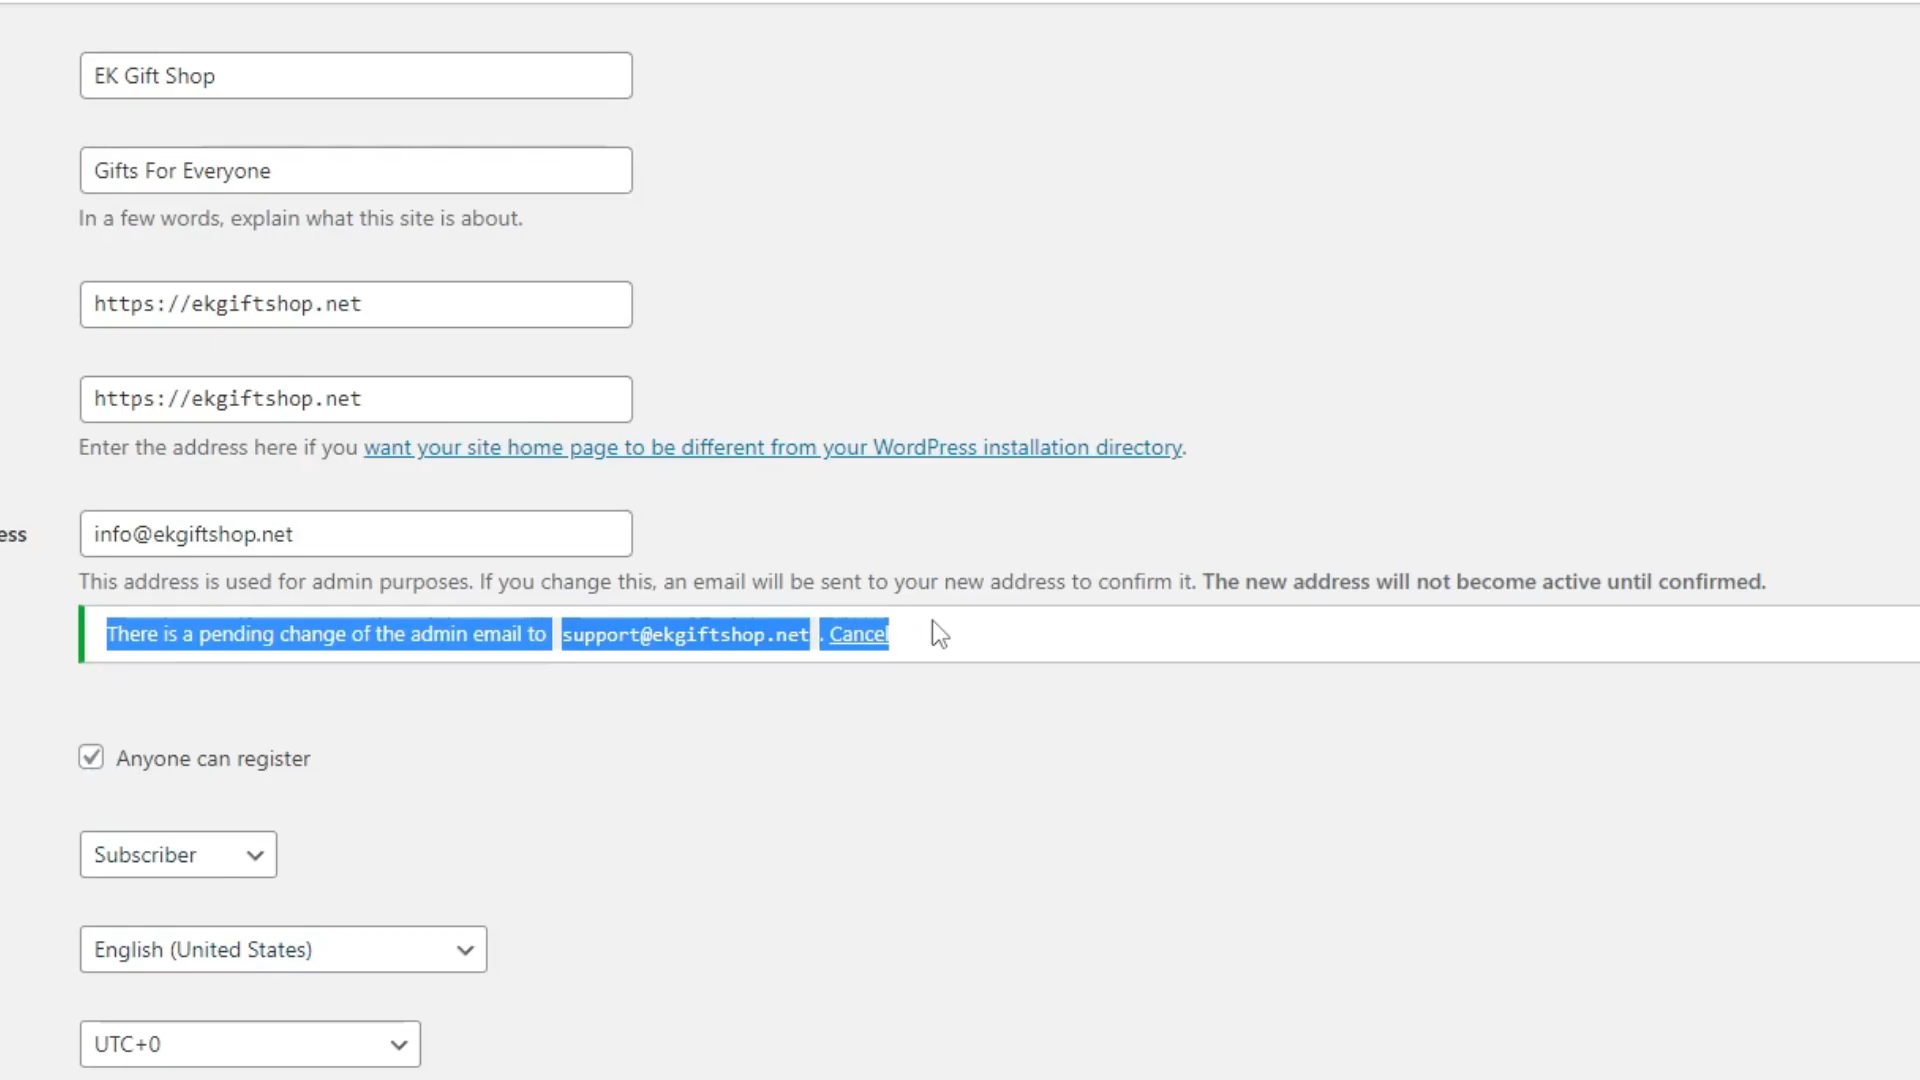 EK Gift Shop
Gifts For Everyone
In a few words, explain what this site is about.
https://ekgiftshop.net
https://ekgiftshop.net
Enter the address here if you want your site home page to be different from your WordPress installation directory.
ess
info@ekgiftshop.net
This address is used for admin purposes. If you change this, an email will be sent to your new address to confirm it. The new address will not become active until confirmed.
There is a pending change of the admin email to support@ekgiftshop.net . Cancel
Anyone can register
Subscriber
English (United States)
UTC+0